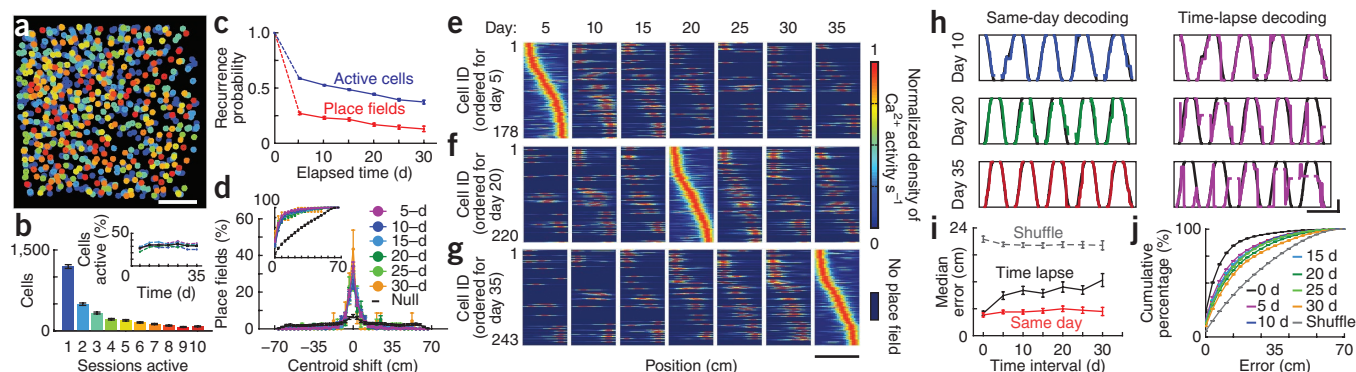 a
b
Cells
1,500
500
0
1 2 3 4 5 6 7 8 9 10
Sessions active
Cells
active (%)
50
0
0 35
Time (d)
c
Recurrence
probability
1.0
0.5
0
Active cells
Place fields
0 10 20 30
Elapsed time (d)
d
Place fields (%)
100
60
40
20
0
0 70
5–d
10–d
15–d
20–d
25–d
30–d
Null
−70 −35 0 35 70
Centroid shift (cm)
e
Day: 5 10 15 20 25 30 35
Cell ID
(ordered for
day 5)
1
178
f
Cell ID
(ordered for
day 20)
1
220
g
Cell ID
(ordered for
day 35)
1
243
Position (cm)
1
0
Normalized density of
Ca2+ activity s−1
No place field
h
Same-day decoding
Time-lapse decoding
Day 10
Day 20
Day 35
i
Median
error (cm)
24
12
0
Shuffle
Time lapse
Same day
0 10 20 30
Time interval (d)
j
Cumulative
percentage (%)
100
50
0
0 d
5 d
10 d
15 d
20 d
25 d
30 d
Shuffle
0 35 70
Error (cm)